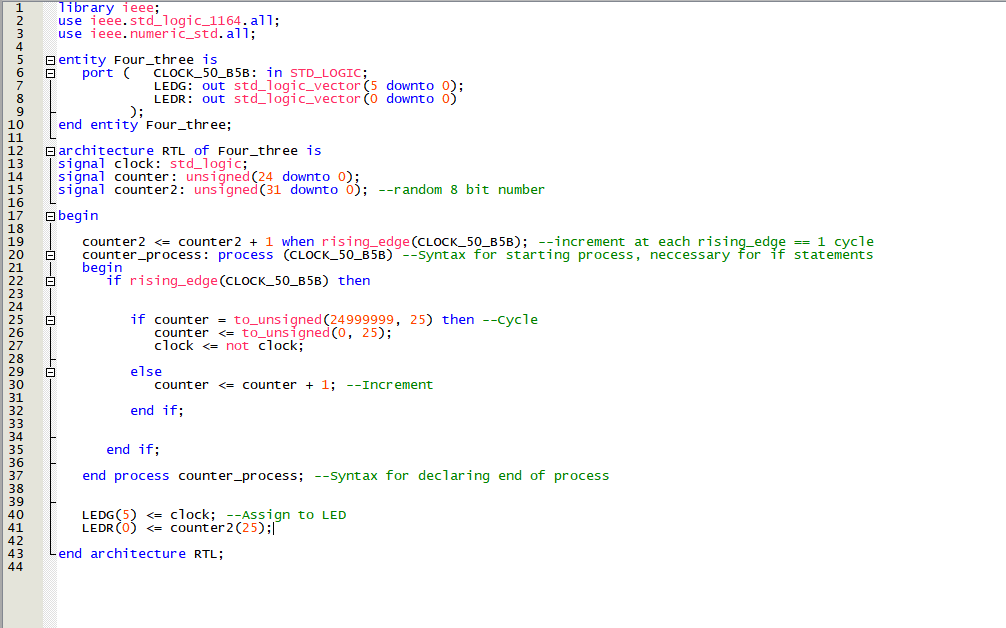 1 library ieee;
2 use ieee.std_logic_1164.all;
3 use ieee.numeric_std.all;
4
5 entity Four_three is
6 port ( CLOCK_50_B5B: in STD_LOGIC;
7 LEDG: out std_logic_vector(5 downto 0);
8 LEDR: out std_logic_vector(0 downto 0)
9 );
10 end entity Four_three;
11
12 architecture RTL of Four_three is
13 signal clock: std_logic;
14 signal counter: unsigned(24 downto 0);
15 signal counter2: unsigned(31 downto 0); --random 8 bit number
16
17 begin
18
19 counter2 <= counter2 + 1 when rising_edge(CLOCK_50_B5B); --increment at each rising_edge == 1 cycle
20 counter_process: process (CLOCK_50_B5B) --Syntax for starting process, neccessary for if statements
21 begin
22 if rising_edge(CLOCK_50_B5B) then
23
24
25 if counter = to_unsigned(24999999, 25) then --Cycle
26 counter <= to_unsigned(0, 25);
27 clock <= not clock;
28
29 else
30 counter <= counter + 1; --Increment
31
32 end if;
33
34
35 end if;
36
37 end process counter_process; --Syntax for declaring end of process
38
39
40 LEDG(5) <= clock; --Assign to LED
41 LEDR(0) <= counter2(25);
42
43 end architecture RTL;
44